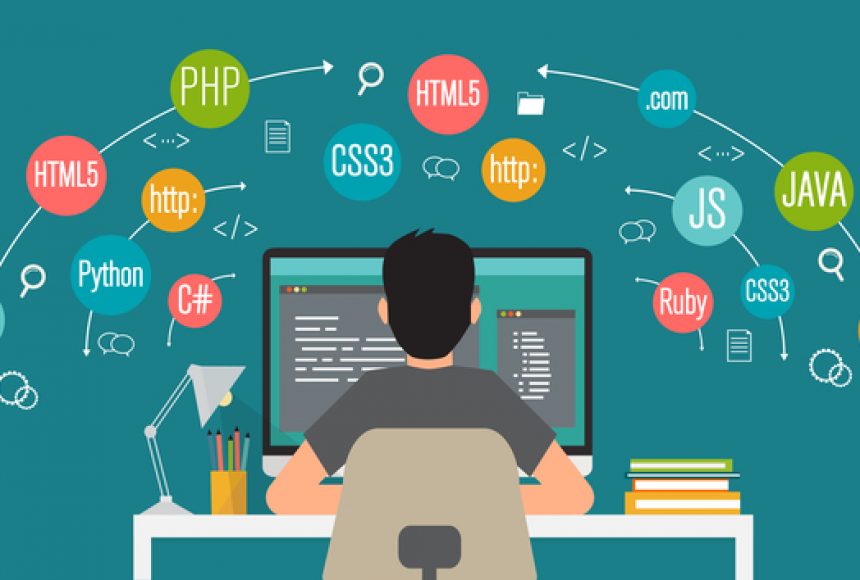 PHP
HTML5
.com
CSS3
http:
HTML5
http:
JS
JAVA
Python
C#
Ruby
CSS3